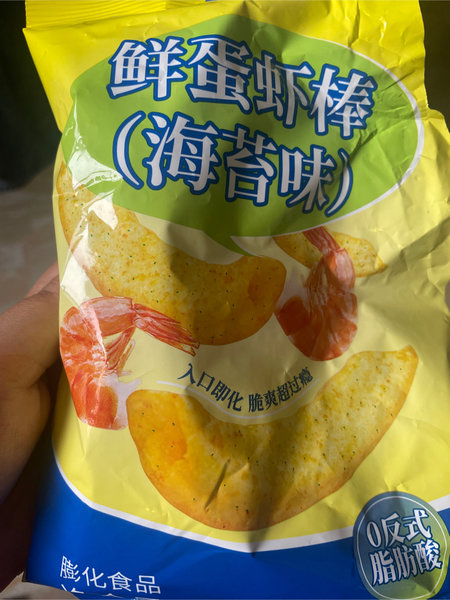 鲜蛋虾棒
(海苔味)
入口即化 脆爽超过瘾
0反式
脂肪酸
膨化食品